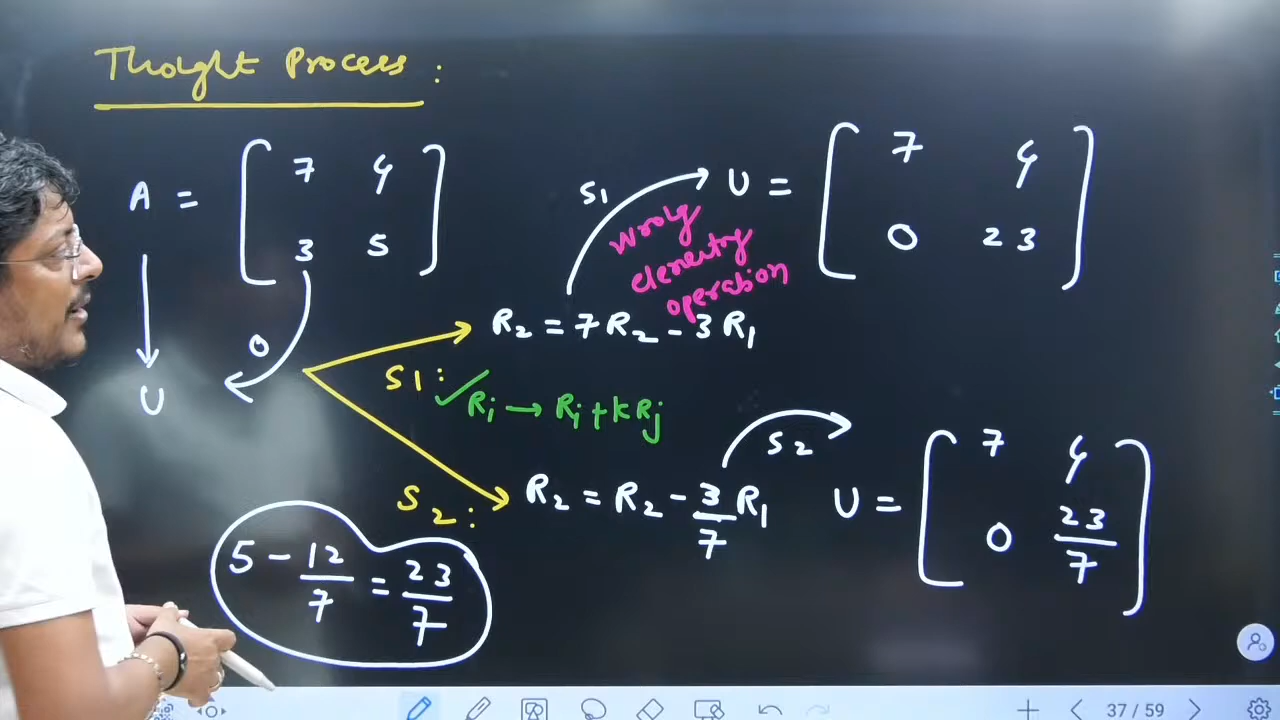 Thought Process :
A = [ 7 4
3 5 ]
0
U
S1 :
R₂ = 7R₂ - 3R₁
S1
wrong
elementry
operation
U = [ 7 4
0 23 ]
✓ Ri → Ri + kRj
S2 :
R₂ = R₂ - 3/7 R₁
S2
U = [ 7 4
0 23/7 ]
5 - 12/7 = 23/7
37 / 59